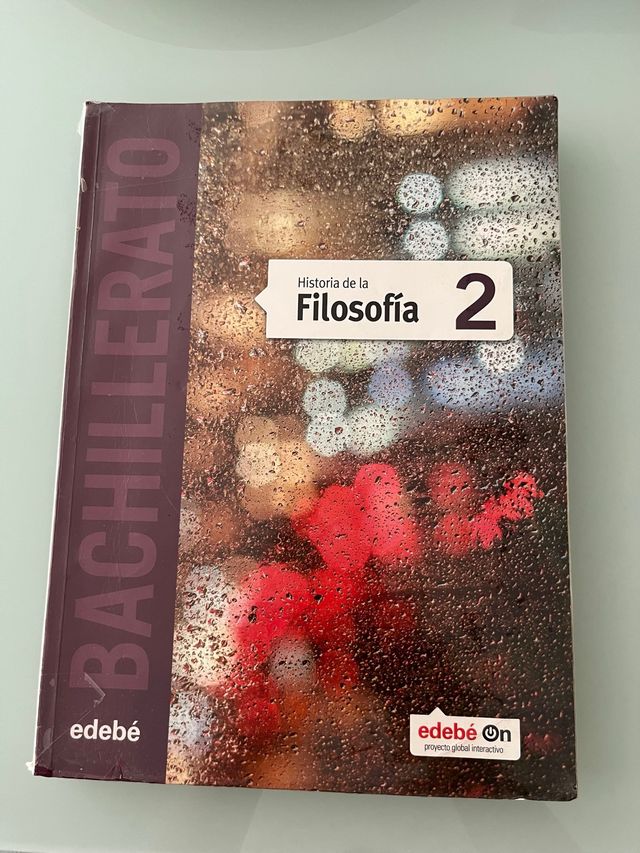 BACHILLERATO
Historia de la
Filosofía 2
edebé
edebé On
proyecto global interactivo